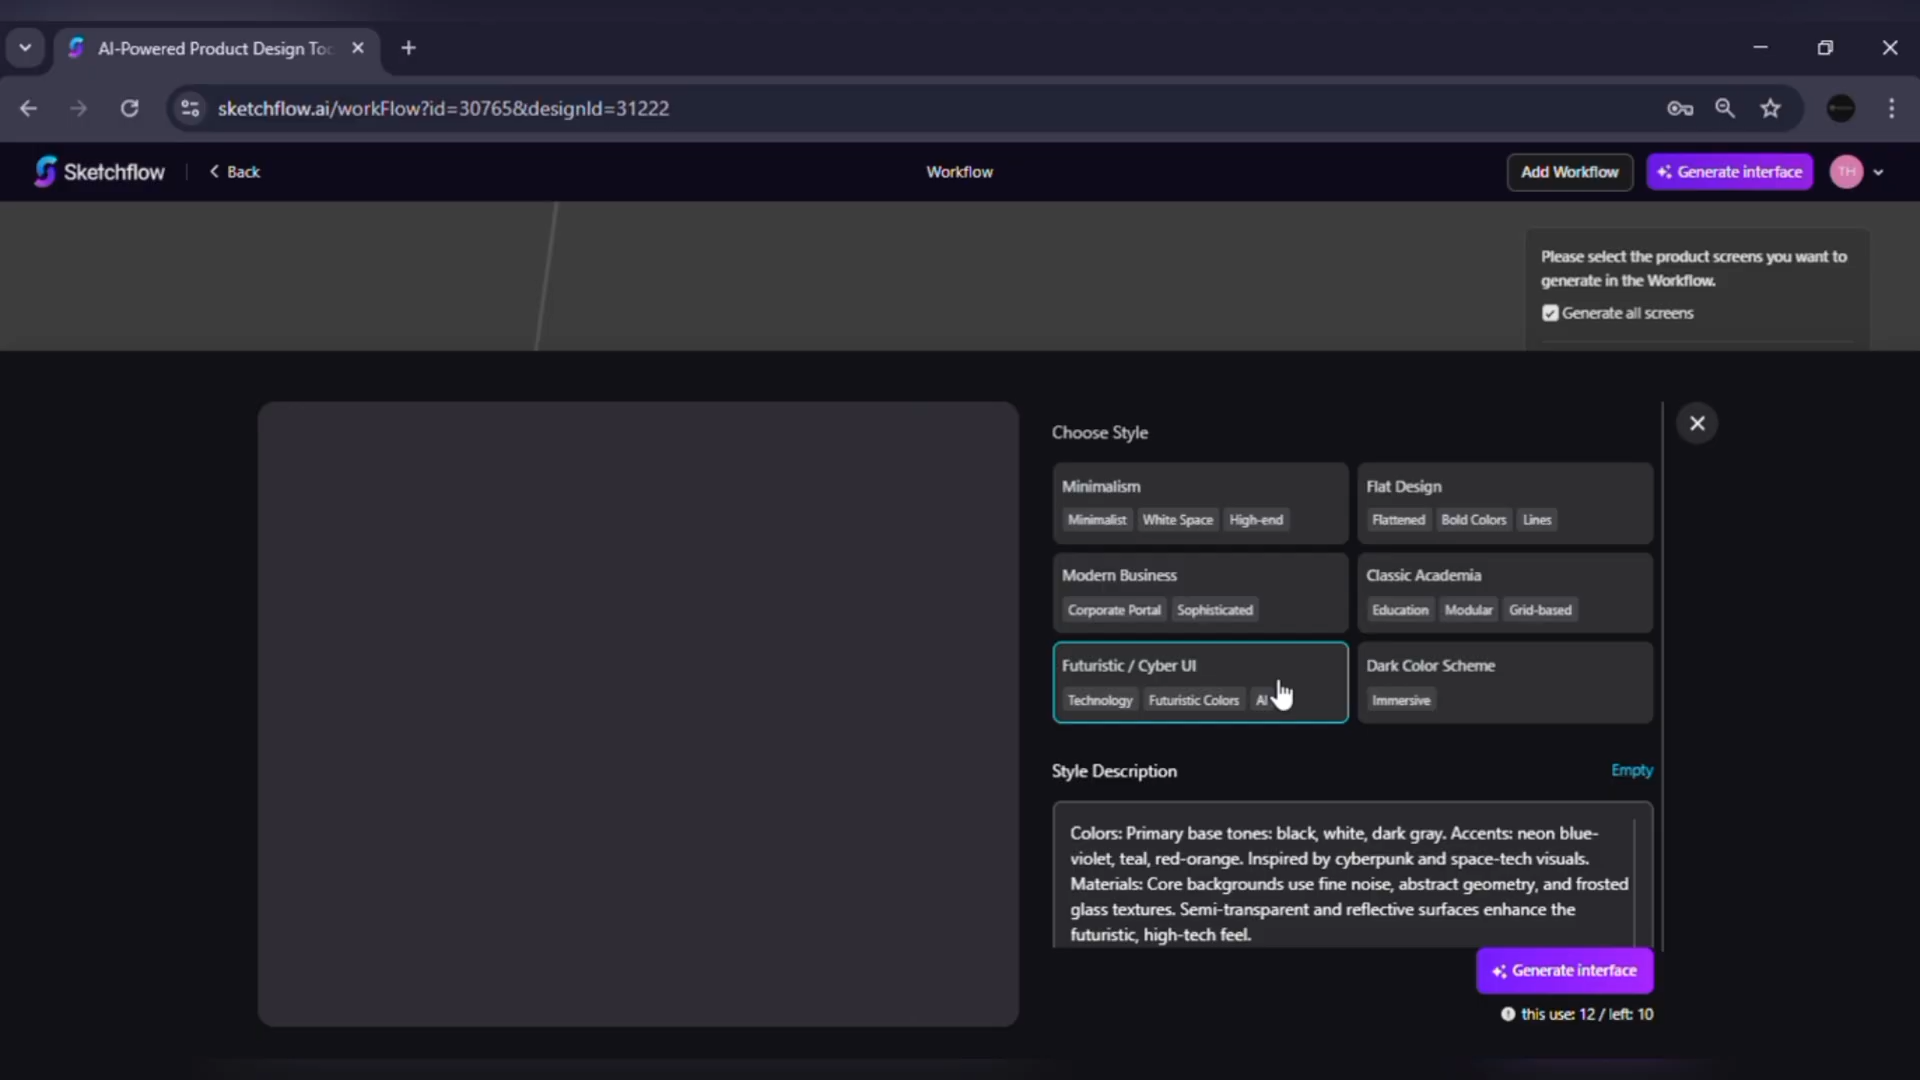 AI-Powered Product Design Too
sketchflow.ai/workFlow?id=30765&designId=31222
Sketchflow
Back
Workflow
Add Workflow
Generate interface
TH
Please select the product screens you want to
generate in the Workflow.
Generate all screens
Choose Style
Minimalism
Minimalist White Space High-end
Flat Design
Flattened Bold Colors Lines
Modern Business
Corporate Portal Sophisticated
Classic Academia
Education Modular Grid-based
Futuristic / Cyber UI
Technology Futuristic Colors AI
Dark Color Scheme
Immersive
Style Description
Empty
Colors: Primary base tones: black, white, dark gray. Accents: neon blue-
violet, teal, red-orange. Inspired by cyberpunk and space-tech visuals.
Materials: Core backgrounds use fine noise, abstract geometry, and frosted
glass textures. Semi-transparent and reflective surfaces enhance the
futuristic, high-tech feel.
Generate interface
this use: 12 / left: 10